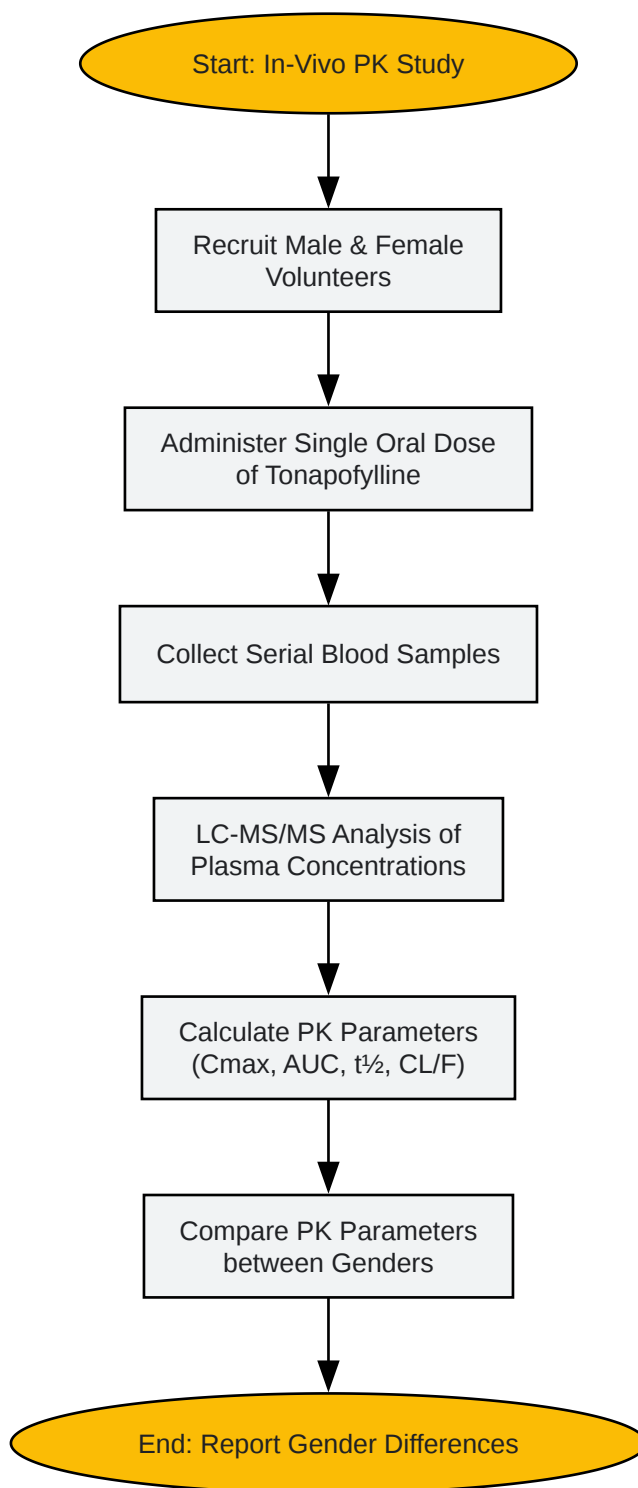 Start: In-Vivo PK Study
Recruit Male & Female
Volunteers
Administer Single Oral Dose
of Tonapofylline
Collect Serial Blood Samples
LC-MS/MS Analysis of
Plasma Concentrations
Calculate PK Parameters
(Cmax, AUC, t½, CL/F)
Compare PK Parameters
between Genders
End: Report Gender Differences